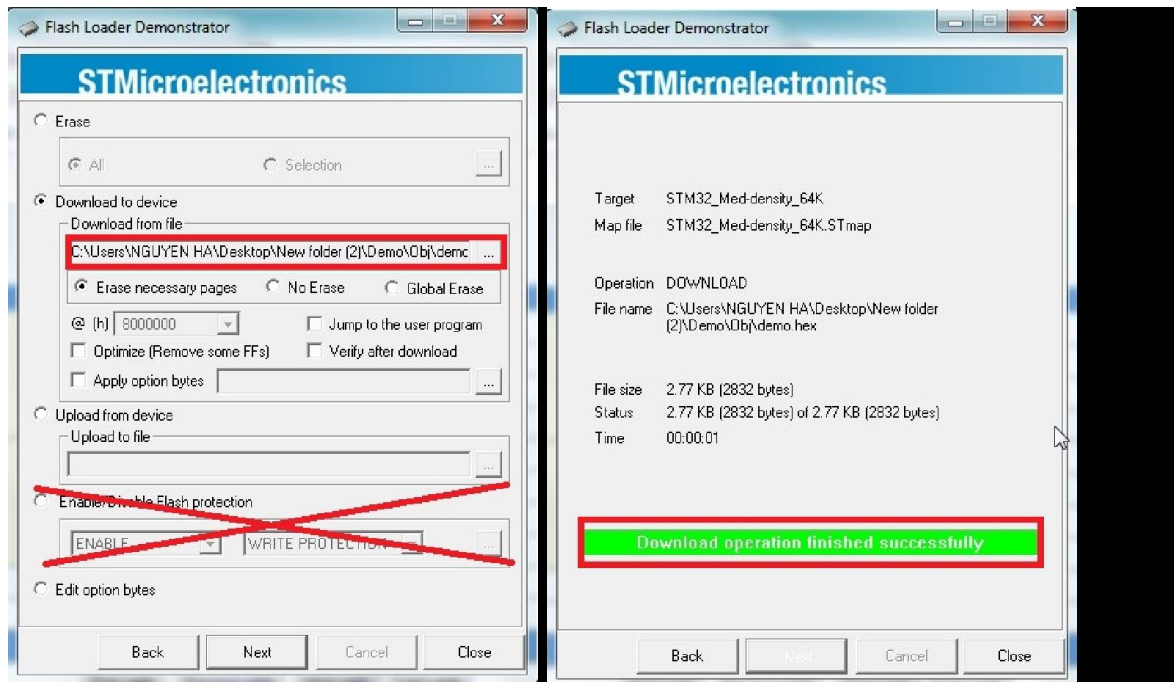 Flash Loader Demonstrator
STMicroelectronics
Erase
All
Selection
...
Download to device
Download from file
C:\Users\NGUYEN HA\Desktop\New folder (2)\Demo\Obj\demo
...
Erase necessary pages
No Erase
Global Erase
@ (h)
8000000
Jump to the user program
Optimize (Remove some FFs)
Verify after download
Apply option bytes
...
Upload from device
Upload to file
...
Enable/Disable Flash protection
ENABLE
WRITE PROTECTION
...
Edit option bytes
Back
Next
Cancel
Close
Flash Loader Demonstrator
STMicroelectronics
Target STM32_Med-density_64K
Map file STM32_Med-density_64K.STmap
Operation DOWNLOAD
File name C:\Users\NGUYEN HA\Desktop\New folder
(2)\Demo\Obj\demo.hex
File size 2.77 KB (2832 bytes)
Status 2.77 KB (2832 bytes) of 2.77 KB (2832 bytes)
Time 00:00:01
Download operation finished successfully
Back
Next
Cancel
Close